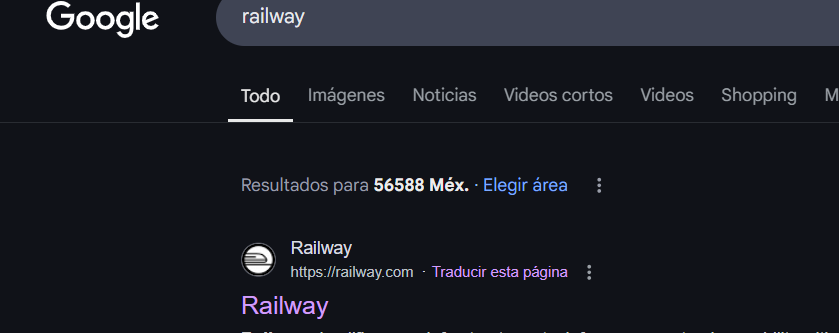 Google
railway
Todo Imágenes Noticias Videos cortos Videos Shopping M
Resultados para 56588 Méx. · Elegir área
Railway
https://railway.com · Traducir esta página
Railway